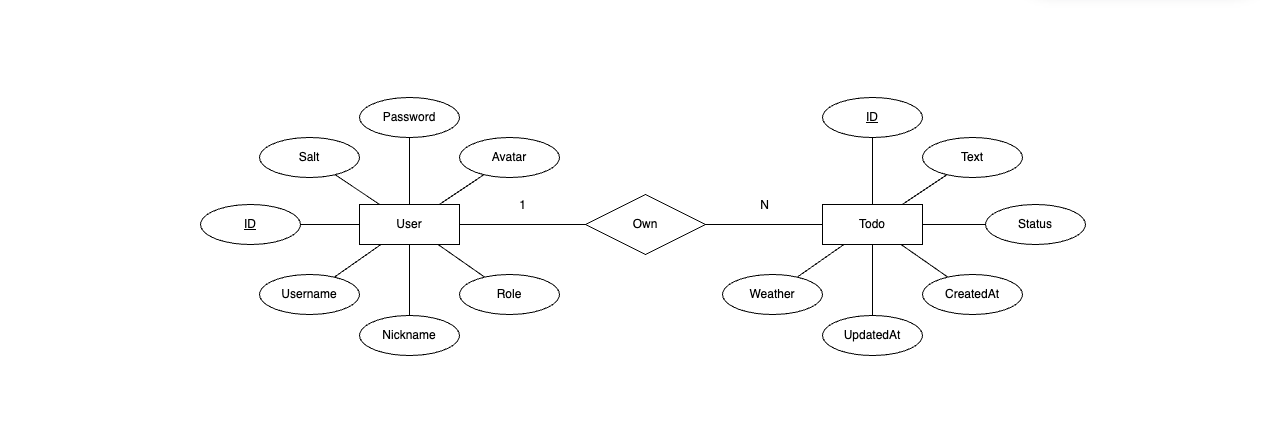 Password
ID
Salt
Avatar
Text
1
N
ID
User
Own
Todo
Status
Username
Role
Weather
CreatedAt
Nickname
UpdatedAt